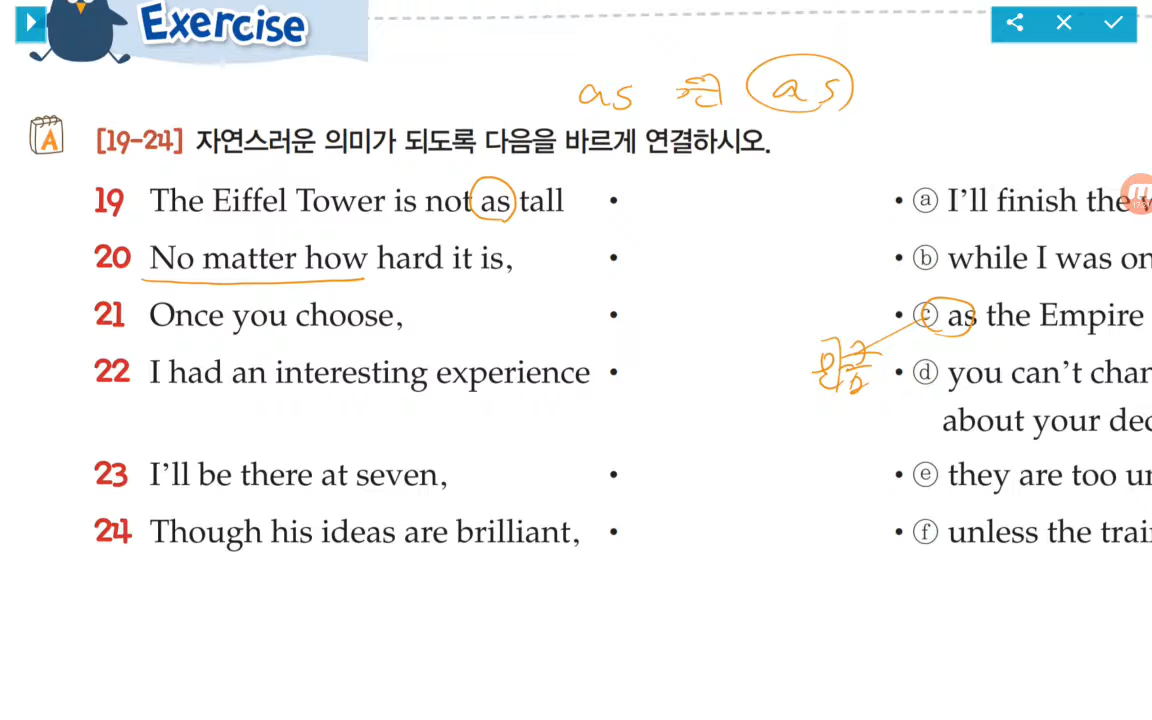 Exercise
as 원 as
A [19-24] 자연스러운 의미가 되도록 다음을 바르게 연결하시오.
19 The Eiffel Tower is not as tall • • ⓐ I'll finish the
20 No matter how hard it is, • • ⓑ while I was on
21 Once you choose, • • ⓒ as the Empire
22 I had an interesting experience • • ⓓ you can't
about your
23 I'll be there at seven, • • ⓔ they are too
24 Though his ideas are brilliant, • • ⓕ unless the